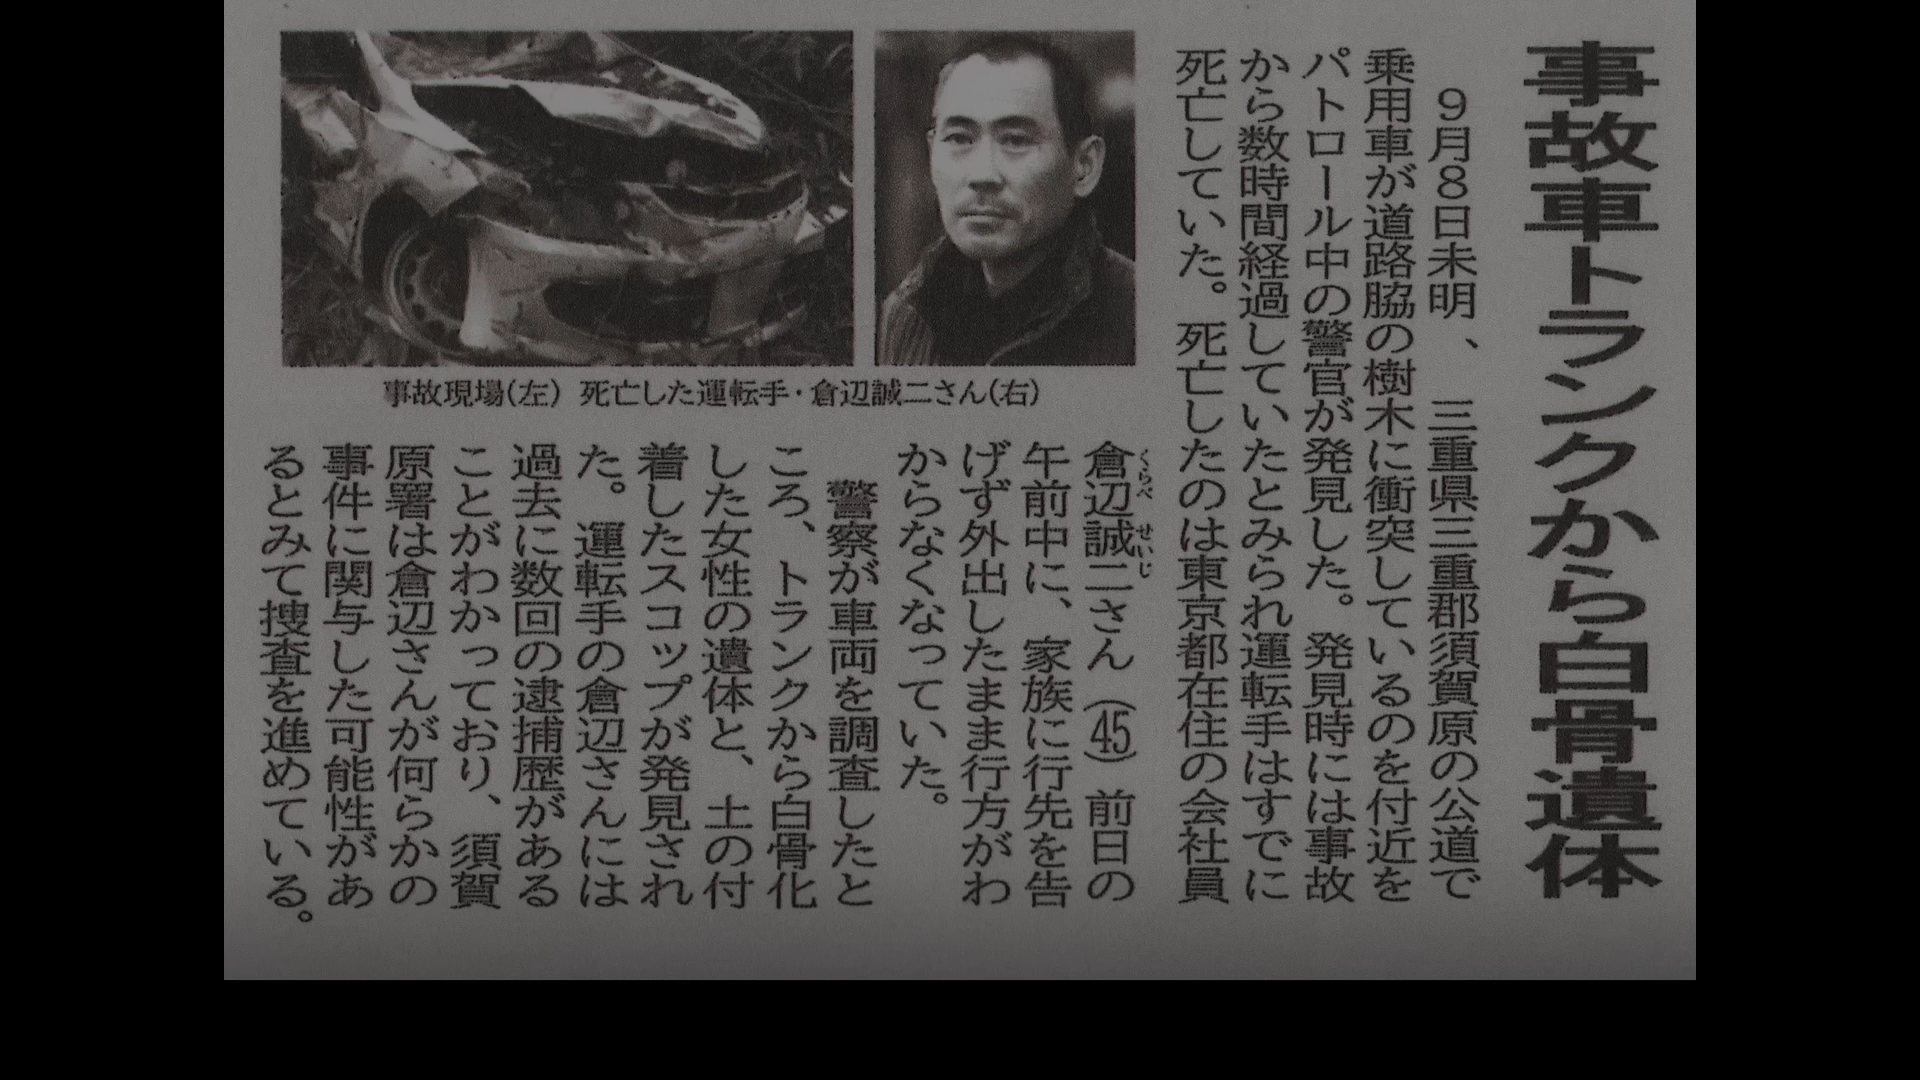 事故車トランクから白骨遺体
９月８日未明、三重県三重郡須賀原の公道で
乗用車が道路脇の樹木に衝突しているのを付近を
パトロール中の警官が発見した。発見時には事故
から数時間経過していたとみられ運転手はすでに
死亡していた。死亡したのは東京都在住の会社員
倉辺誠二さん（45）前日の
くらべ せいじ
午前中に、家族に行先を告
げず外出したまま行方がわ
からなくなっていた。
警察が車両を調査したと
ころ、トランクから白骨化
した女性の遺体と、土の付
着したスコップが発見され
た。運転手の倉辺さんには
過去に数回の逮捕歴がある
ことがわかっており、須賀
原署は倉辺さんが何らかの
事件に関与した可能性があ
るとみて捜査を進めている。
事故現場(左) 死亡した運転手・倉辺誠二さん(右)